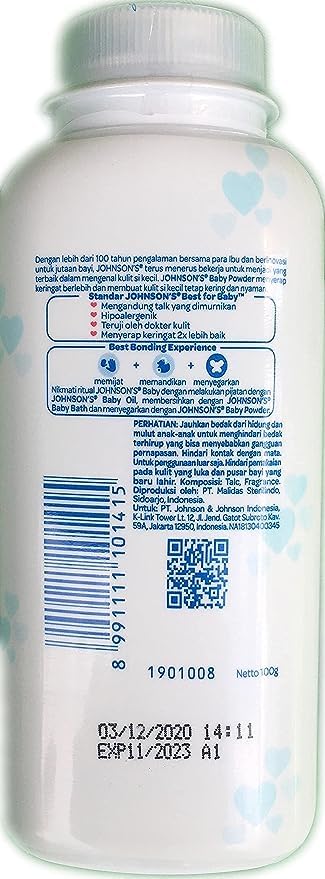 Dengan lebih dari 100 tahun pengalaman bersama para Ibu dan berinovasi
untuk jutaan bayi, JOHNSON'S® terus menerus bekerja untuk menjadi yang
terbaik dalam mengenal kulit si kecil. JOHNSON'S® Baby Powder menyerap
keringat berlebih dan membuat kulit si kecil tetap kering dan nyaman.
Standar JOHNSON'S® Best for Baby™
Mengandung talk yang dimurnikan
Hipoalergenik
Teruji oleh dokter kulit
Menyerap keringat 2x lebih baik
Best Bonding Experience
+ +
memijat memandikan menyegarkan
Nikmati ritual JOHNSON'S® Baby dengan melakukan pijatan dengan
JOHNSON'S® Baby Oil, membersihkan dengan JOHNSON'S®
Baby Bath dan menyegarkan dengan JOHNSON'S® Baby Powder.
PERHATIAN: Jauhkan bedak dari hidung dan
mulut anak-anak untuk menghindari bedak
terhirup yang bisa menyebabkan gangguan
pernapasan. Hindari kontak dengan mata.
Untuk penggunaan luar saja. Hindari pemakaian
pada kulit yang luka dan pusar bayi yang
baru lahir. Komposisi: Talc, Fragrance.
Diproduksi oleh: PT. Malidas Sterilindo,
Sidoarjo, Indonesia.
Untuk: PT. Johnson & Johnson Indonesia,
K-Link Tower Lt. 12, Jl. Jend. Gatot Subroto Kav.
59A, Jakarta 12950, Indonesia. NA18130400345
8 991111 101415
1901008 Netto 100g
03/12/2020 14:11
EXP11/2023 A1